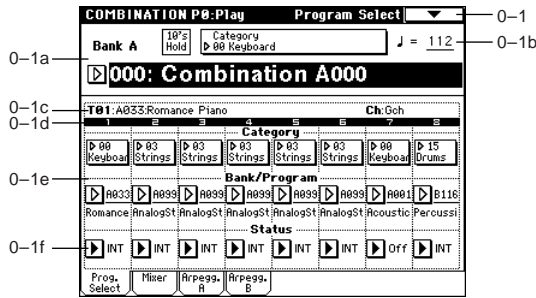 COMBINATION P0:Play Program Select
0–1
Bank A
10's Hold
Category
00 Keyboard
♩ = 112
0–1b
0–1a
000: Combination A000
0–1c
T01:A033:Romance Piano Ch:Gch
0–1d
1 2 3 4 5 6 7 8
Category
00 Keyboar 03 Strings 03 Strings 03 Strings 03 Strings 03 Strings 00 Keyboar 15 Drums
0–1e
Bank/Program
A033 A099 A099 A099 A099 A099 A001 B116
Romance AnalogSt AnalogSt AnalogSt AnalogSt AnalogSt Acoustic Percussi
Status
0–1f
INT INT INT INT INT INT Off INT
Prog. Select Mixer Arpegg. A Arpegg. B